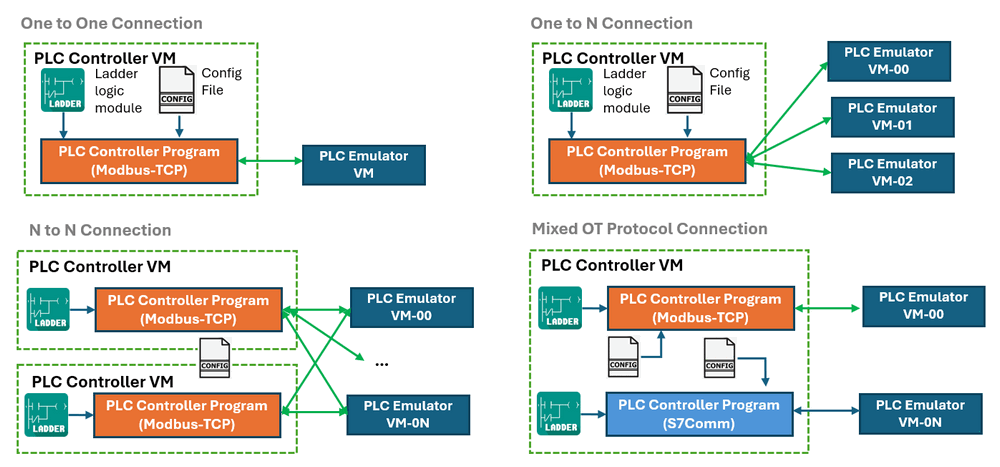 One to One Connection
PLC Controller VM
LADDER
Ladder
logic
module
CONFIG
Config
File
PLC Controller Program
(Modbus-TCP)
PLC Emulator
VM
One to N Connection
PLC Controller VM
LADDER
Ladder
logic
module
CONFIG
Config
File
PLC Controller Program
(Modbus-TCP)
PLC Emulator
VM-00
PLC Emulator
VM-01
PLC Emulator
VM-02
N to N Connection
PLC Controller VM
LADDER
PLC Controller Program
(Modbus-TCP)
PLC Emulator
VM-00
CONFIG
...
PLC Controller VM
LADDER
PLC Controller Program
(Modbus-TCP)
PLC Emulator
VM-0N
Mixed OT Protocol Connection
PLC Controller VM
LADDER
PLC Controller Program
(Modbus-TCP)
PLC Emulator
VM-00
CONFIG
CONFIG
LADDER
PLC Controller Program
(S7Comm)
PLC Emulator
VM-0N